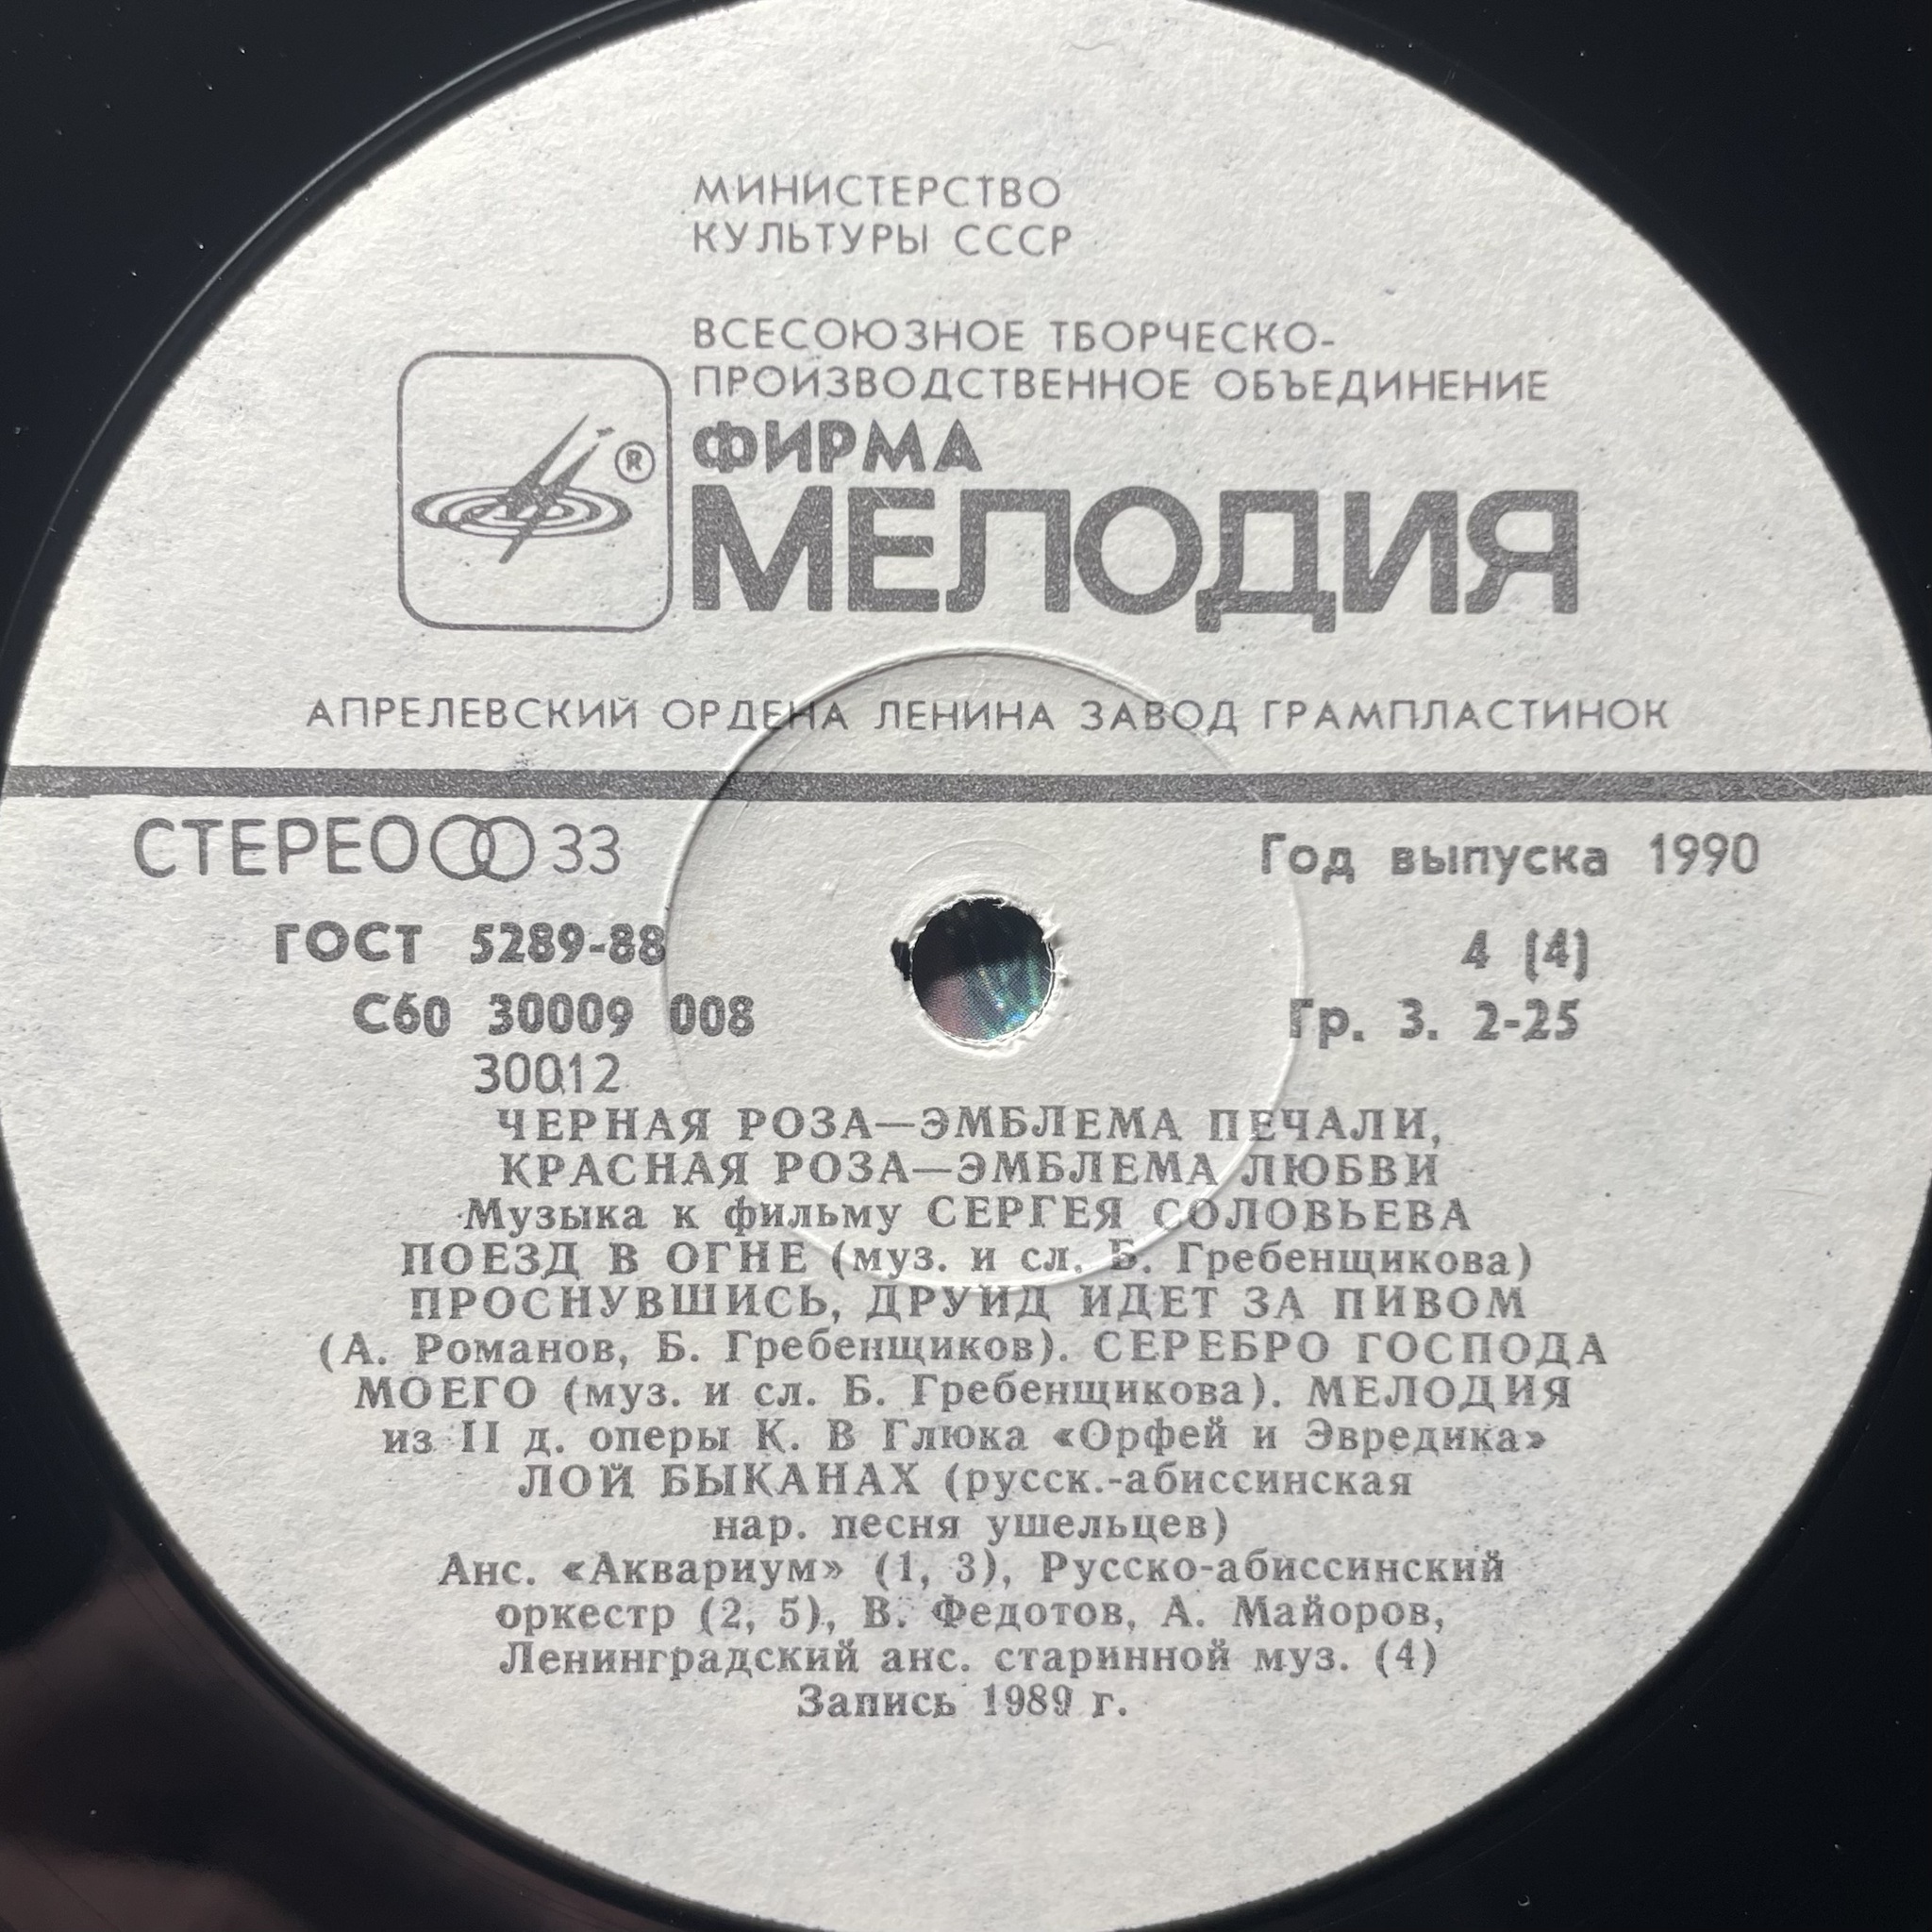 МИНИСТЕРСТВО
КУЛЬТУРЫ СССР
ВСЕСОЮЗНОЕ ТВОРЧЕСКО-
ПРОИЗВОДСТВЕННОЕ ОБЪЕДИНЕНИЕ
®
ФИРМА
МЕЛОДИЯ
АПРЕЛЕВСКИЙ ОРДЕНА ЛЕНИНА ЗАВОД ГРАМПЛАСТИНОК
СТЕРЕО 33
Год выпуска 1990
ГОСТ 5289-88
4 (4)
С60 30009 008
Гр. 3. 2-25
30012
ЧЕРНАЯ РОЗА—ЭМБЛЕМА ПЕЧАЛИ,
КРАСНАЯ РОЗА—ЭМБЛЕМА ЛЮБВИ
Музыка к фильму СЕРГЕЯ СОЛОВЬЕВА
ПОЕЗД В ОГНЕ (муз. и сл. Б. Гребенщикова)
ПРОСНУВШИСЬ, ДРУИД ИДЕТ ЗА ПИВОМ
(А. Романов, Б. Гребенщиков). СЕРЕБРО ГОСПОДА
МОЕГО (муз. и сл. Б. Гребенщикова). МЕЛОДИЯ
из II д. оперы К. В Глюка «Орфей и Эвредика»
ЛОЙ БЫКАНАХ (русск.-абиссинская
нар. песня ушельцев)
Анс. «Аквариум» (1, 3), Русско-абиссинский
оркестр (2, 5), В. Федотов, А. Майоров,
Ленинградский анс. старинной муз. (4)
Запись 1989 г.